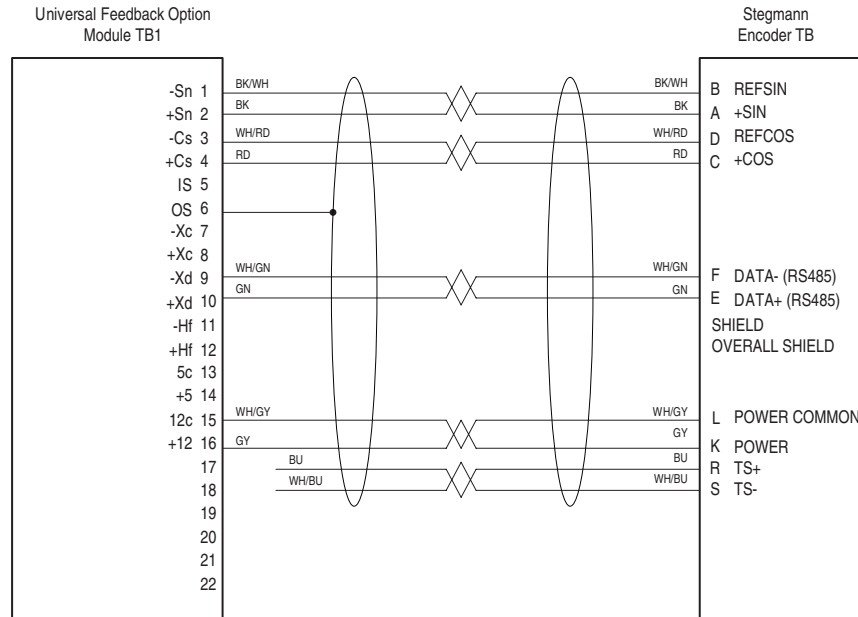 Universal Feedback Option
Module TB1
Stegmann
Encoder TB
-Sn 1 BK/WH BK/WH B REFSIN
+Sn 2 BK BK A +SIN
-Cs 3 WH/RD WH/RD D REFCOS
+Cs 4 RD RD C +COS
IS 5
OS 6
-Xc 7
+Xc 8
-Xd 9 WH/GN WH/GN F DATA- (RS485)
+Xd 10 GN GN E DATA+ (RS485)
-Hf 11 SHIELD
+Hf 12 OVERALL SHIELD
5c 13
+5 14
12c 15 WH/GY WH/GY L POWER COMMON
+12 16 GY GY K POWER
17 BU BU R TS+
18 WH/BU WH/BU S TS-
19
20
21
22